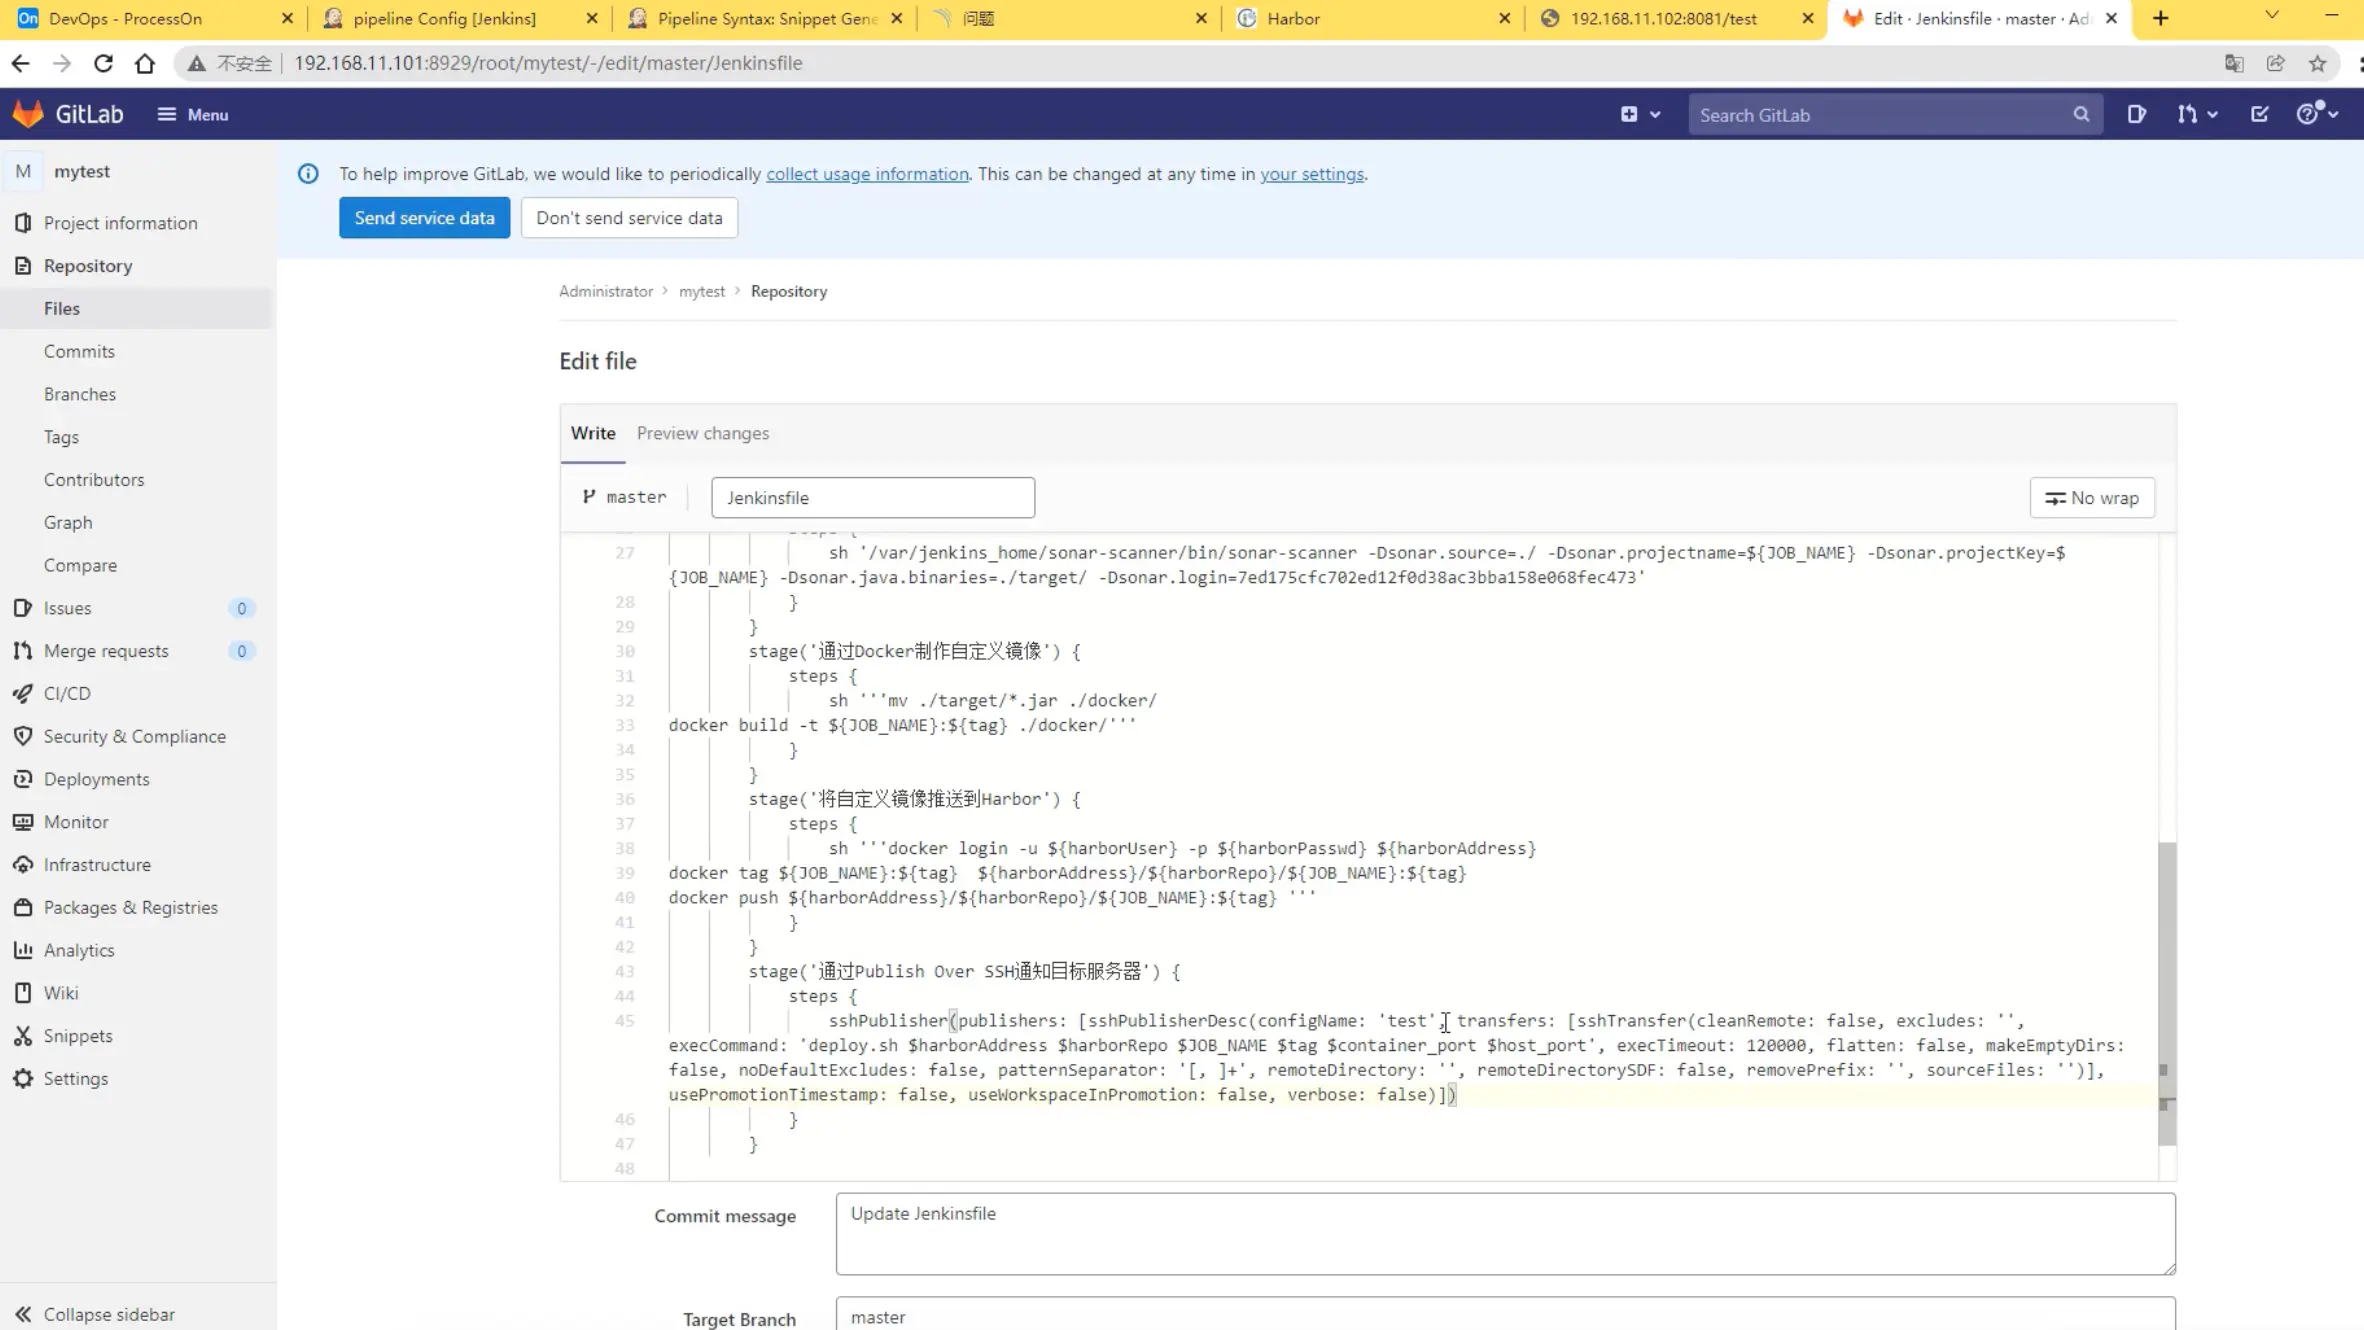 DevOps - ProcessOn
pipeline Config [Jenkins]
Pipeline Syntax: Snippet Gene
问题
Harbor
192.168.11.102:8081/test
Edit · Jenkinsfile · master · Ad
不安全
192.168.11.101:8929/root/mytest/-/edit/master/Jenkinsfile
GitLab
Menu
Search GitLab
M
mytest
To help improve GitLab, we would like to periodically collect usage information. This can be changed at any time in your settings.
Send service data
Don't send service data
Project information
Repository
Files
Commits
Branches
Tags
Contributors
Graph
Compare
Issues 0
Merge requests 0
CI/CD
Security & Compliance
Deployments
Monitor
Infrastructure
Packages & Registries
Analytics
Wiki
Snippets
Settings
Collapse sidebar
Administrator > mytest > Repository
Edit file
Write
Preview changes
master
Jenkinsfile
No wrap
27 sh '/var/jenkins_home/sonar-scanner/bin/sonar-scanner -Dsonar.source=./ -Dsonar.projectname=${JOB_NAME} -Dsonar.projectKey=$
{JOB_NAME} -Dsonar.java.binaries=./target/ -Dsonar.login=7ed175cfc702ed12f0d38ac3bba158e068fec473'
28 }
29 }
30 stage('通过Docker制作自定义镜像') {
31 steps {
32 sh '''mv ./target/*.jar ./docker/
33 docker build -t ${JOB_NAME}:${tag} ./docker/'''
34 }
35 }
36 stage('将自定义镜像推送到Harbor') {
37 steps {
38 sh '''docker login -u ${harborUser} -p ${harborPasswd} ${harborAddress}
39 docker tag ${JOB_NAME}:${tag}  ${harborAddress}/${harborRepo}/${JOB_NAME}:${tag}
40 docker push ${harborAddress}/${harborRepo}/${JOB_NAME}:${tag} '''
41 }
42 }
43 stage('通过Publish Over SSH通知目标服务器') {
44 steps {
45 sshPublisher(publishers: [sshPublisherDesc(configName: 'test', transfers: [sshTransfer(cleanRemote: false, excludes: '',
execCommand: 'deploy.sh $harborAddress $harborRepo $JOB_NAME $tag $container_port $host_port', execTimeout: 120000, flatten: false, makeEmptyDirs:
false, noDefaultExcludes: false, patternSeparator: '[, ]+', remoteDirectory: '', remoteDirectorySDF: false, removePrefix: '', sourceFiles: '')],
usePromotionTimestamp: false, useWorkspaceInPromotion: false, verbose: false)])
46 }
47 }
48
Commit message
Update Jenkinsfile
Target Branch
master